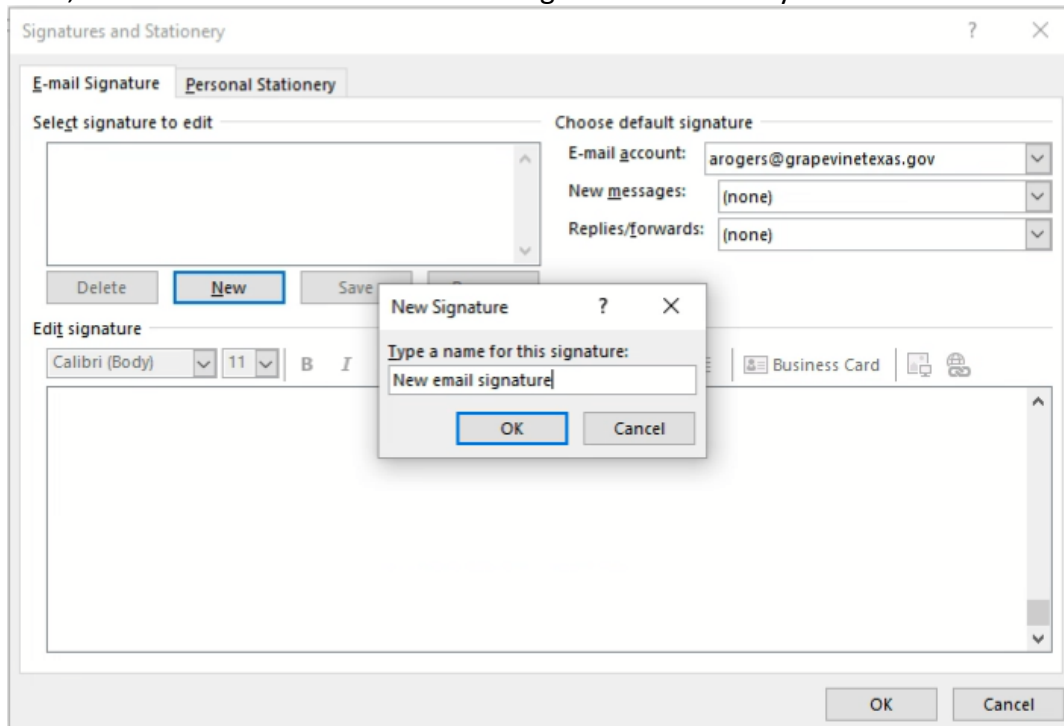 Signatures and Stationery ? ×
E-mail Signature Personal Stationery
Select signature to edit
Choose default signature
E-mail account: arogers@grapevinetexas.gov
New messages: (none)
Replies/forwards: (none)
Delete New Save
New Signature ? ×
Edit signature
Type a name for this signature:
Calibri (Body) 11 B I Business Card
New email signature
OK Cancel
OK Cancel